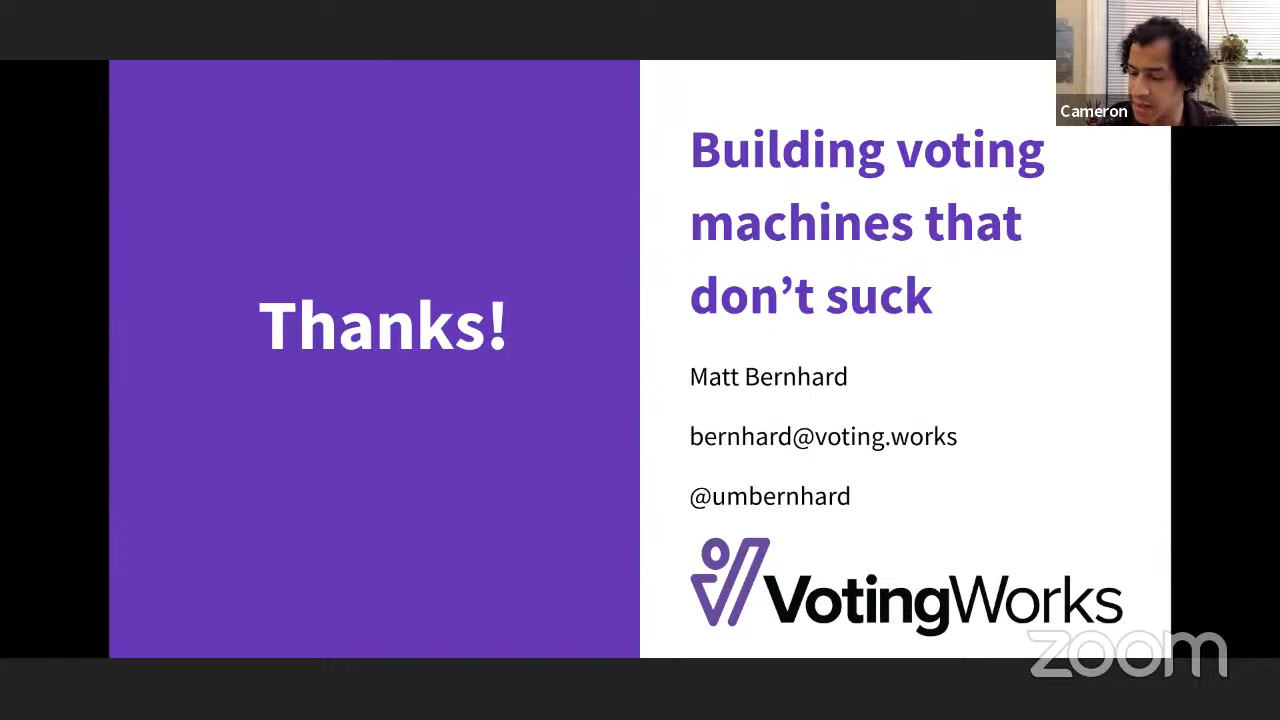 Cameron
Thanks!
Building voting
machines that
don’t suck
Matt Bernhard
bernhard@voting.works
@umbernhard
VotingWorks
zoom